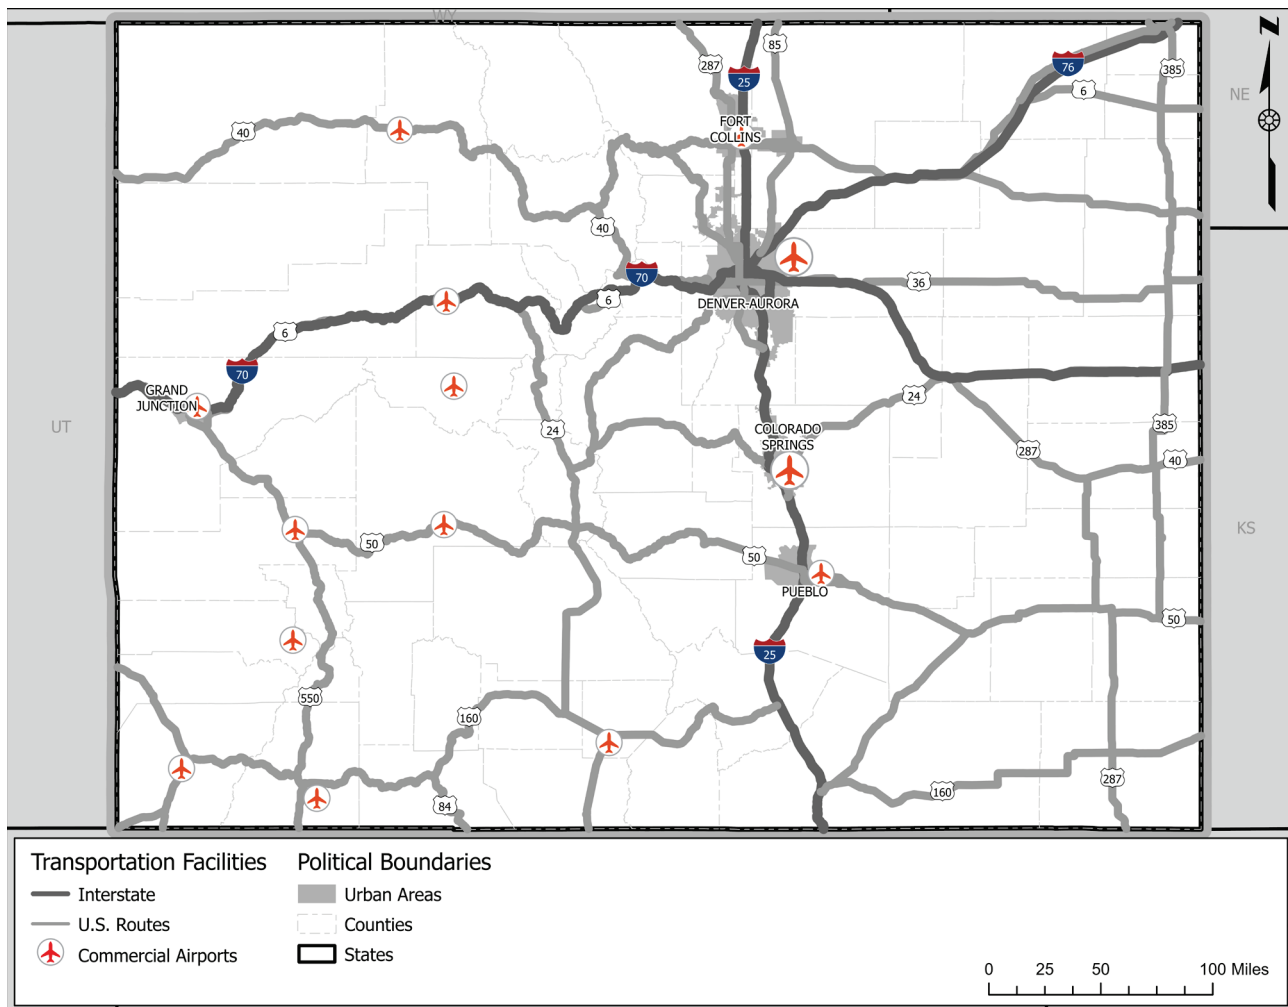 WY
85
287
25
76
385
NE
6
40
FORT
COLLINS
40
70
6
36
DENVER-AURORA
6
70
GRAND
JUNCTION
24
UT
24
COLORADO
SPRINGS
385
287
40
KS
50
50
PUEBLO
50
25
550
160
287
160
84
Transportation Facilities
Interstate
U.S. Routes
Commercial Airports
Political Boundaries
Urban Areas
Counties
States
0 25 50 100 Miles
N